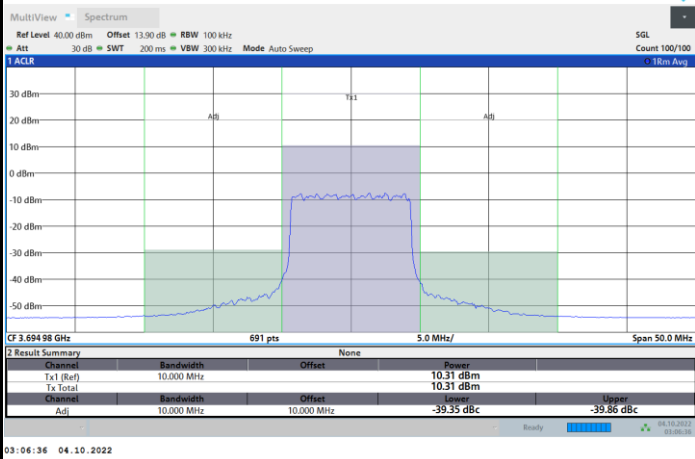 MultiView Spectrum
Ref Level 40.00 dBm Offset 13.90 dB RBW 100 kHz SGL
Att 30 dB SWT 200 ms VBW 300 kHz Mode Auto Sweep Count 100/100
1 ACLR 1Rm Avg
30 dBm
Tx1
20 dBm
Adj Adj
10 dBm
0 dBm
-10 dBm
-20 dBm
-30 dBm
-40 dBm
-50 dBm
CF 3.694 98 GHz 691 pts 5.0 MHz/ Span 50.0 MHz
2 Result Summary None
Channel Bandwidth Offset Power
Tx1 (Ref) 10.000 MHz 10.31 dBm
Tx Total 10.31 dBm
Channel Bandwidth Offset Lower Upper
Adj 10.000 MHz 10.000 MHz -39.35 dBc -39.86 dBc
Ready 04.10.2022
03:06:36
03:06:36 04.10.2022